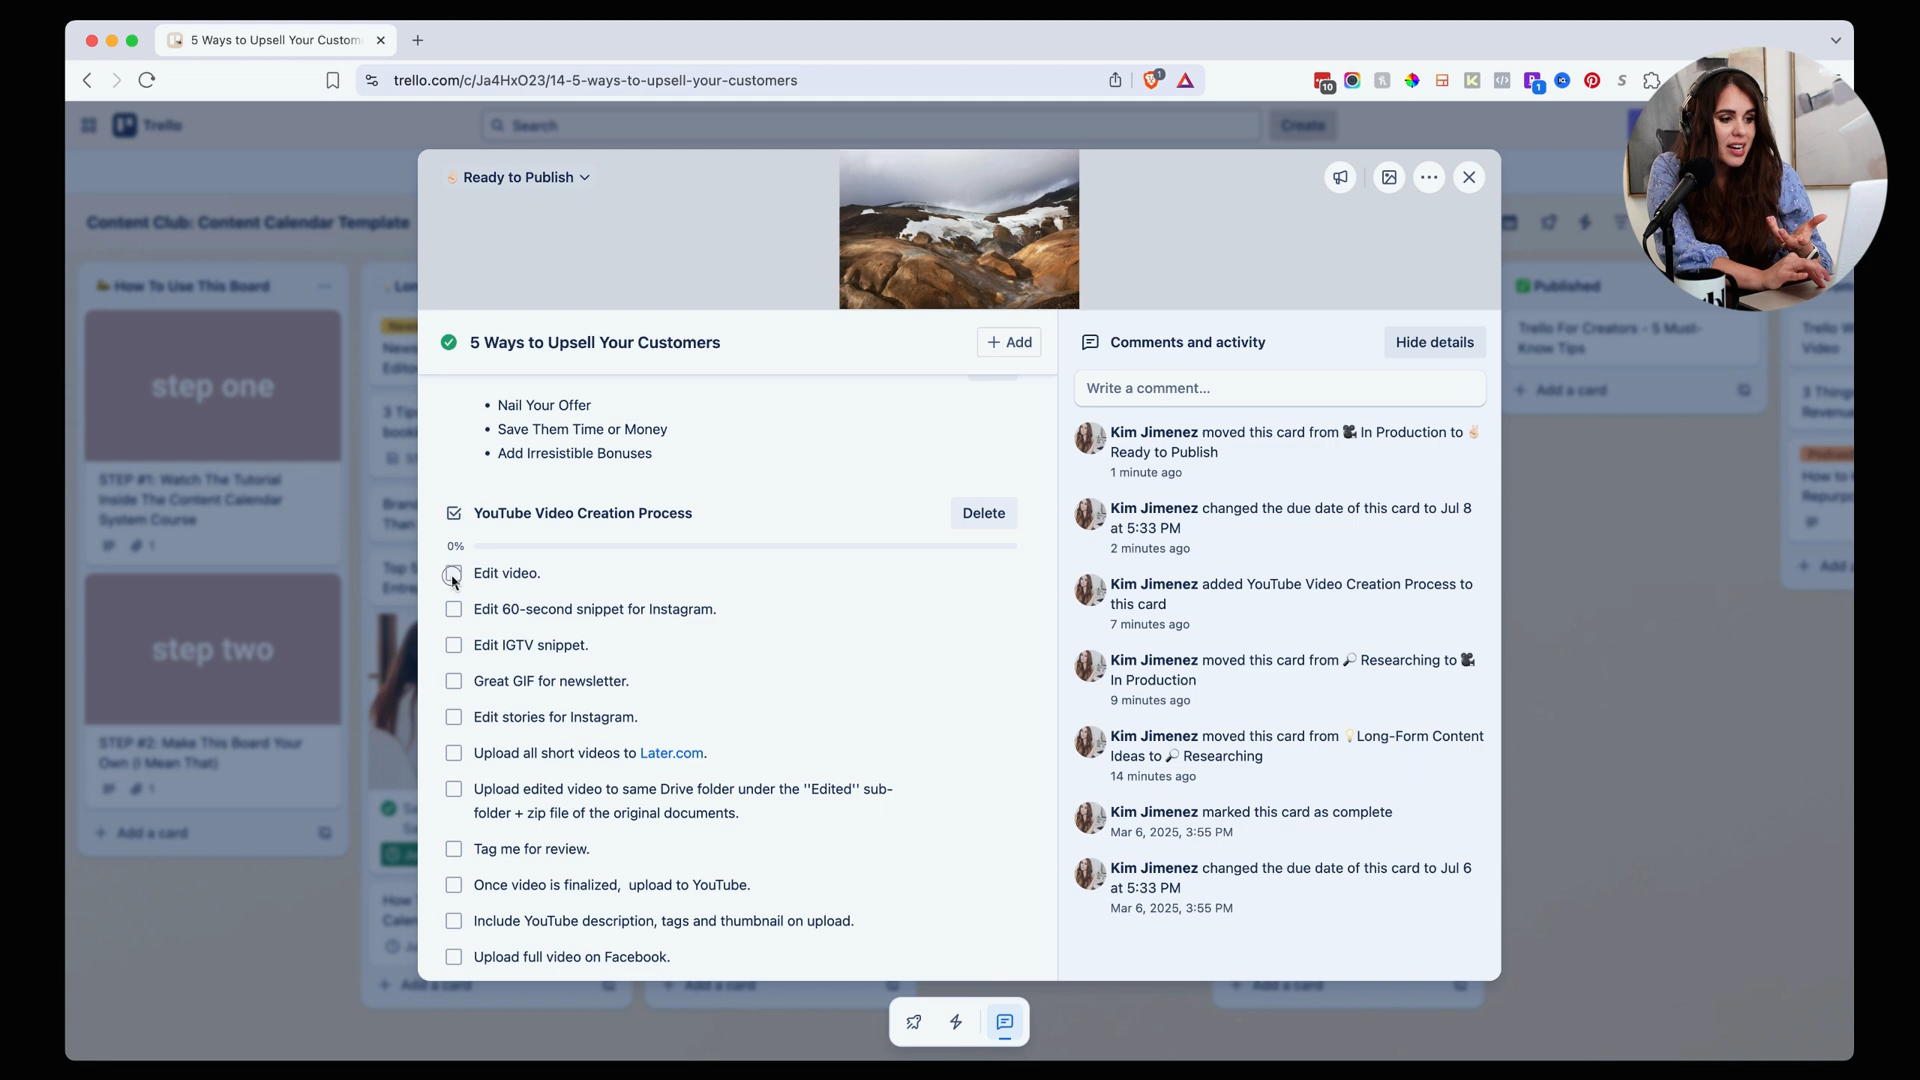 5 Ways to Upsell Your Custom
trello.com/c/Ja4HxO23/14-5-ways-to-upsell-your-customers
10
1
1
Trello
Search
Create
Ready to Publish
Content Club: Content Calendar Template
How To Use This Board
Published
step one
5 Ways to Upsell Your Customers
Add
Comments and activity
Hide details
Trello For Creators - 5 Must-
Know Tips
Add a card
Write a comment...
Nail Your Offer
Save Them Time or Money
Add Irresistible Bonuses
Kim Jimenez moved this card from In Production to
Ready to Publish
1 minute ago
STEP #1: Watch The Tutorial
Inside The Content Calendar
System Course
YouTube Video Creation Process
Delete
0%
Kim Jimenez changed the due date of this card to Jul 8
at 5:33 PM
2 minutes ago
Edit video.
Edit 60-second snippet for Instagram.
Edit IGTV snippet.
Great GIF for newsletter.
Edit stories for Instagram.
Upload all short videos to Later.com.
Upload edited video to same Drive folder under the ''Edited'' sub-
folder + zip file of the original documents.
Tag me for review.
Once video is finalized, upload to YouTube.
Include YouTube description, tags and thumbnail on upload.
Upload full video on Facebook.
Kim Jimenez added YouTube Video Creation Process to
this card
7 minutes ago
Kim Jimenez moved this card from Researching to
In Production
9 minutes ago
Kim Jimenez moved this card from Long-Form Content
Ideas to Researching
14 minutes ago
Kim Jimenez marked this card as complete
Mar 6, 2025, 3:55 PM
Kim Jimenez changed the due date of this card to Jul 6
at 5:33 PM
Mar 6, 2025, 3:55 PM
step two
STEP #2: Make This Board Your
Own (I Mean That)
Add a card
Add a card
Add a card
Add a card